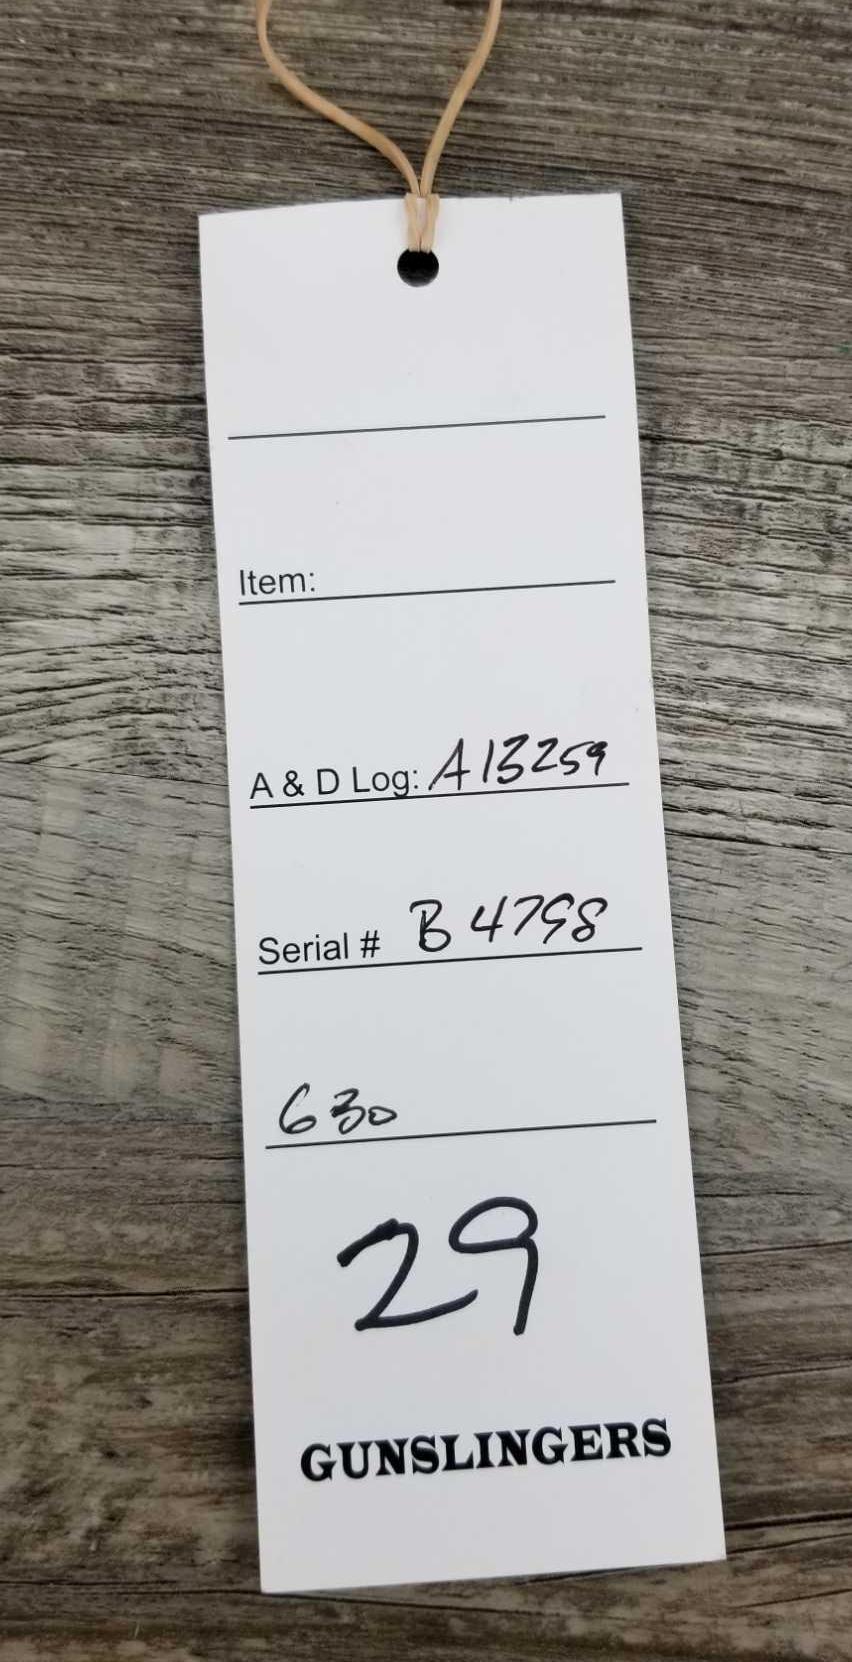 Item:
A & D Log: A13259
Serial # B4798
630
29
GUNSLINGERS